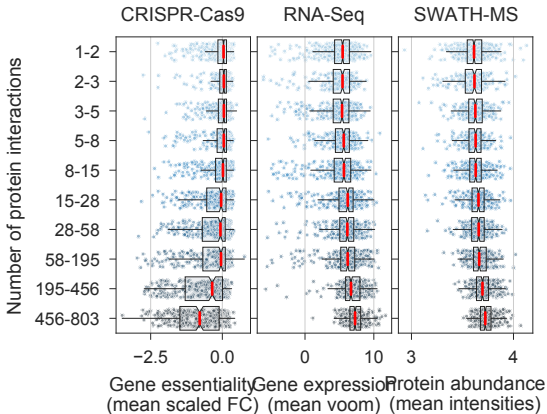 CRISPR-Cas9 RNA-Seq SWATH-MS
Number of protein interactions
1-2
2-3
3-5
5-8
8-15
15-28
28-58
58-195
195-456
456-803
−2.5 0.0 0 10 3 4
Gene essentiality Gene expression Protein abundance
(mean scaled FC) (mean voom) (mean intensities)